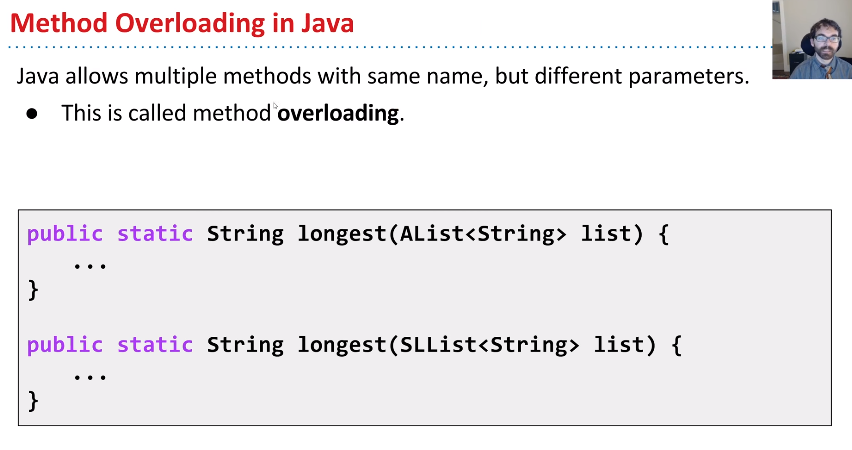 Method Overloading in Java
Java allows multiple methods with same name, but different parameters.
● This is called method overloading.
public static String longest(AList<String> list) {
...
}
public static String longest(SLList<String> list) {
...
}